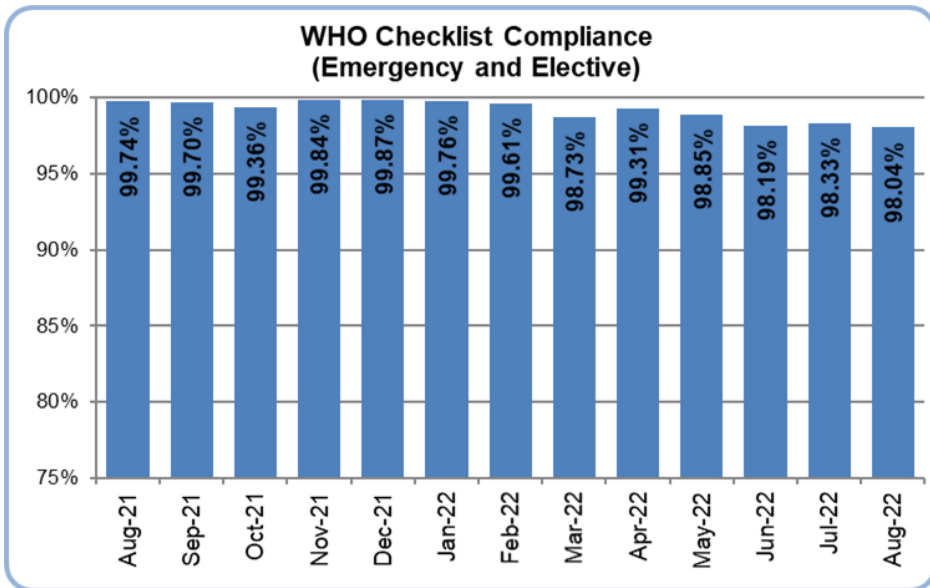 WHO Checklist Compliance
(Emergency and Elective)
100%
95%
90%
85%
80%
75%
99.74%
99.70%
99.36%
99.84%
99.87%
99.76%
99.61%
98.73%
99.31%
98.85%
98.19%
98.33%
98.04%
Aug-21
Sep-21
Oct-21
Nov-21
Dec-21
Jan-22
Feb-22
Mar-22
Apr-22
May-22
Jun-22
Jul-22
Aug-22